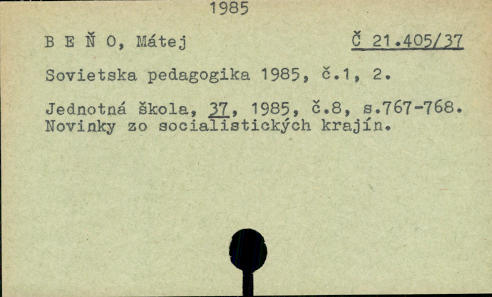 1985
B E Ň O, Mátej Č 21.405/37
Sovietska pedagogika 1985, č.1, 2.
Jednotná škola, 37, 1985, č.8, s.767-768.
Novinky zo socialistických krajín.